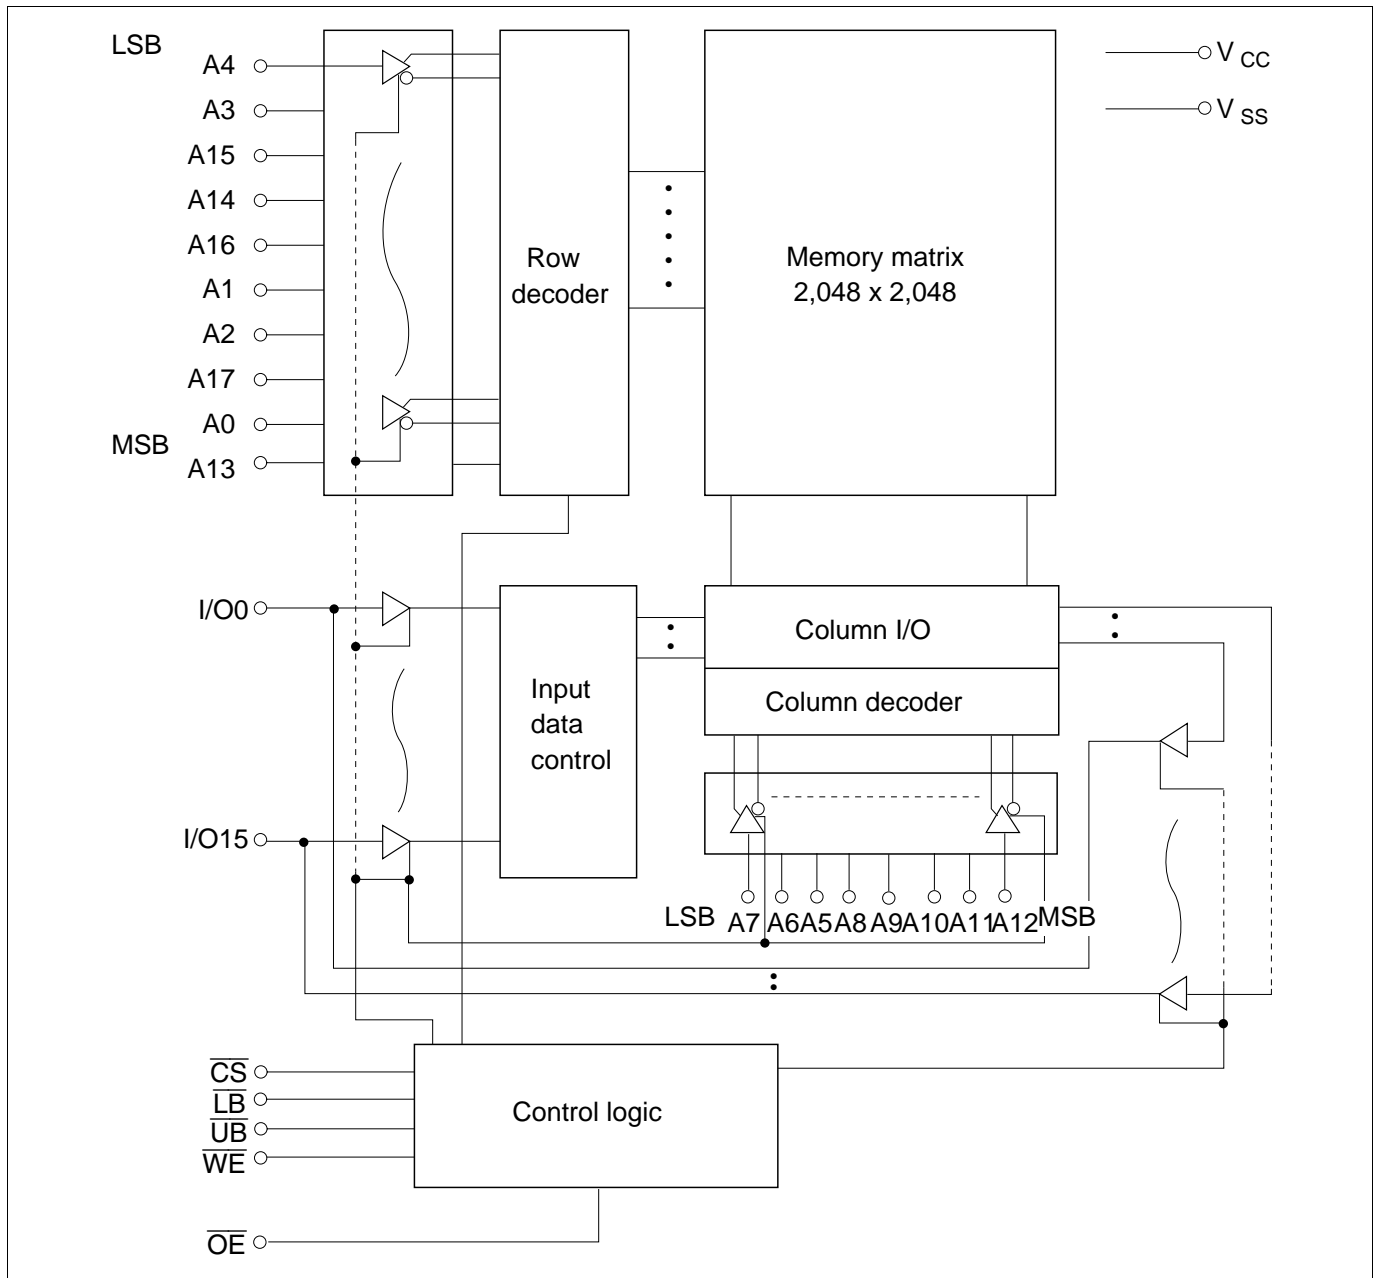 LSB
A4
A3
A15
A14
A16
A1
A2
A17
A0
MSB
A13
Row
decoder
Memory matrix
2,048 x 2,048
V CC
V SS
I/O0
I/O15
Input
data
control
Column I/O
Column decoder
LSB A7 A6 A5 A8 A9 A10 A11 A12 MSB
CS
LB
UB
WE
OE
Control logic